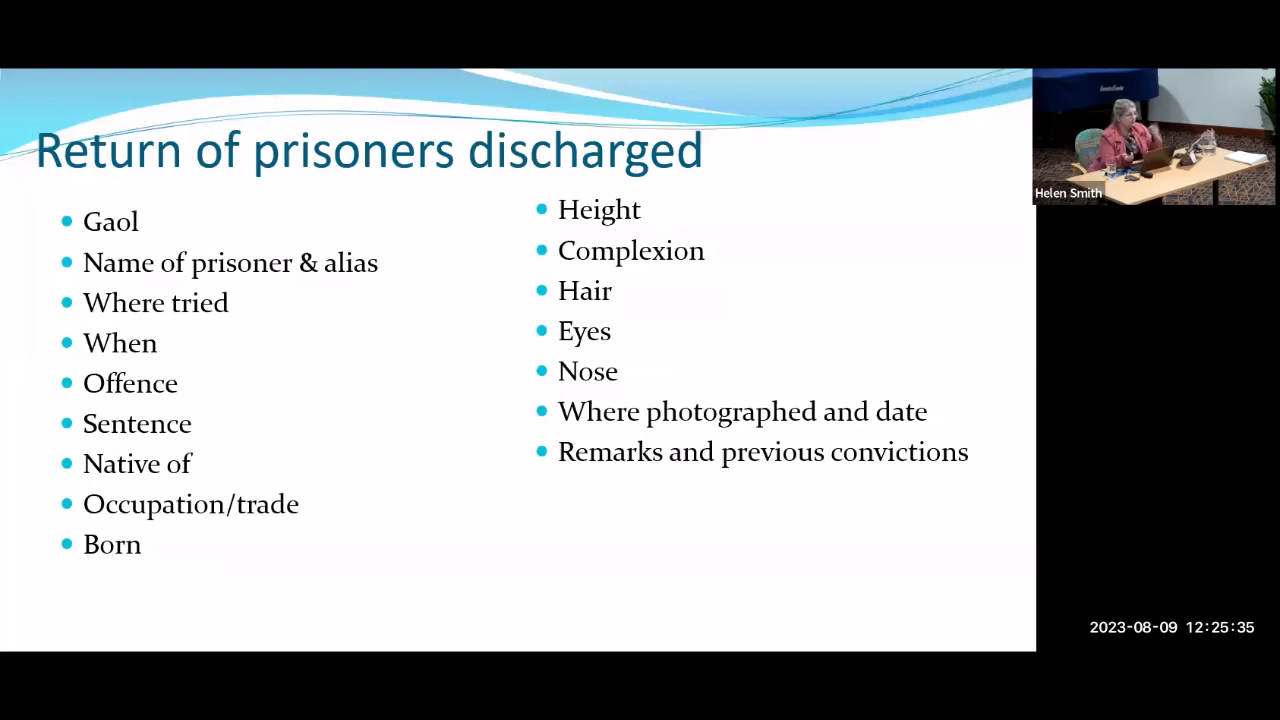 Return of prisoners discharged
Gaol
Name of prisoner & alias
Where tried
When
Offence
Sentence
Native of
Occupation/trade
Born
Height
Complexion
Hair
Eyes
Nose
Where photographed and date
Remarks and previous convictions
Helen Smith
2023-08-09 12:25:35